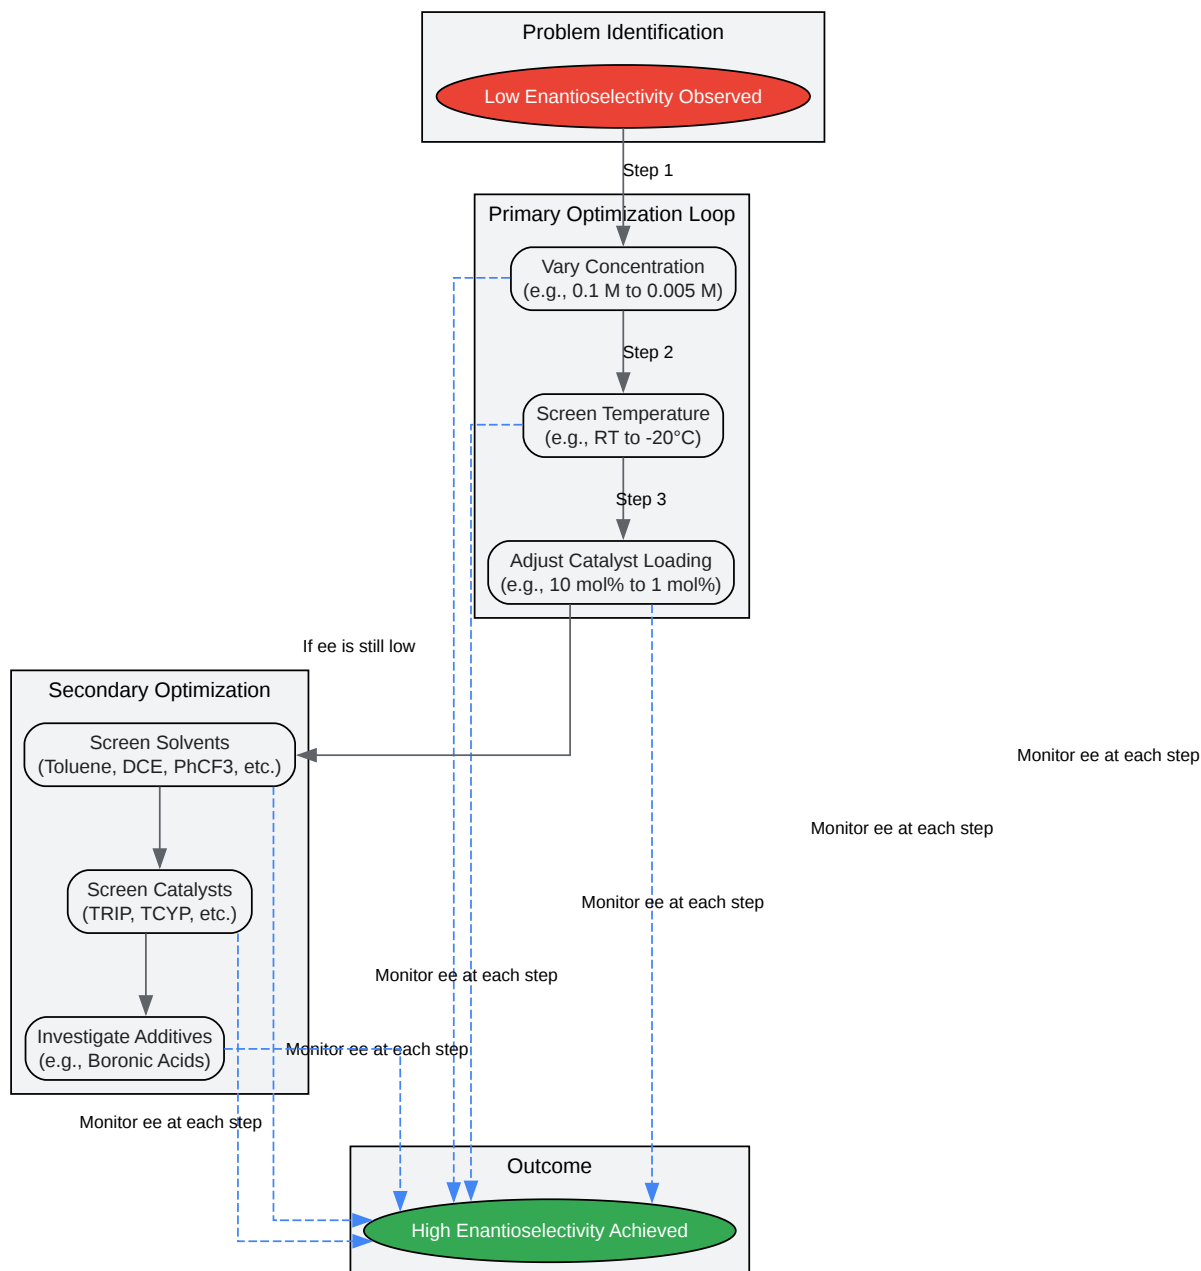 Problem Identification
Low Enantioselectivity Observed
Step 1
Primary Optimization Loop
Vary Concentration
(e.g., 0.1 M to 0.005 M)
Step 2
Screen Temperature
(e.g., RT to -20°C)
Step 3
Adjust Catalyst Loading
(e.g., 10 mol% to 1 mol%)
If ee is still low
Secondary Optimization
Screen Solvents
(Toluene, DCE, PhCF3, etc.)
Monitor ee at each step
Monitor ee at each step
Screen Catalysts
(TRIP, TCYP, etc.)
Monitor ee at each step
Monitor ee at each step
Investigate Additives
(e.g., Boronic Acids)
Monitor ee at each step
Monitor ee at each step
Outcome
High Enantioselectivity Achieved